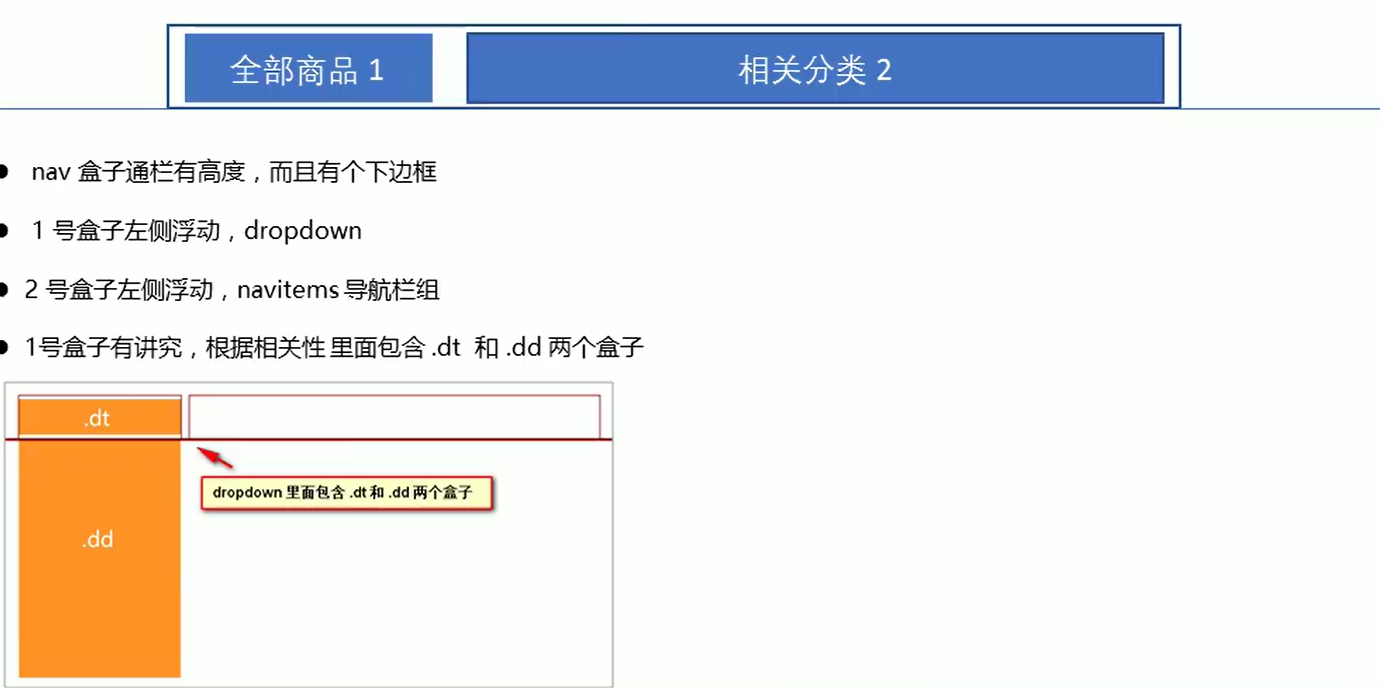 全部商品 1
相关分类 2
nav 盒子通栏有高度，而且有个下边框
1 号盒子左侧浮动，dropdown
2 号盒子左侧浮动，navitems 导航栏组
1号盒子有讲究，根据相关性 里面包含 .dt 和 .dd 两个盒子
.dt
dropdown 里面包含 .dt 和 .dd 两个盒子
.dd